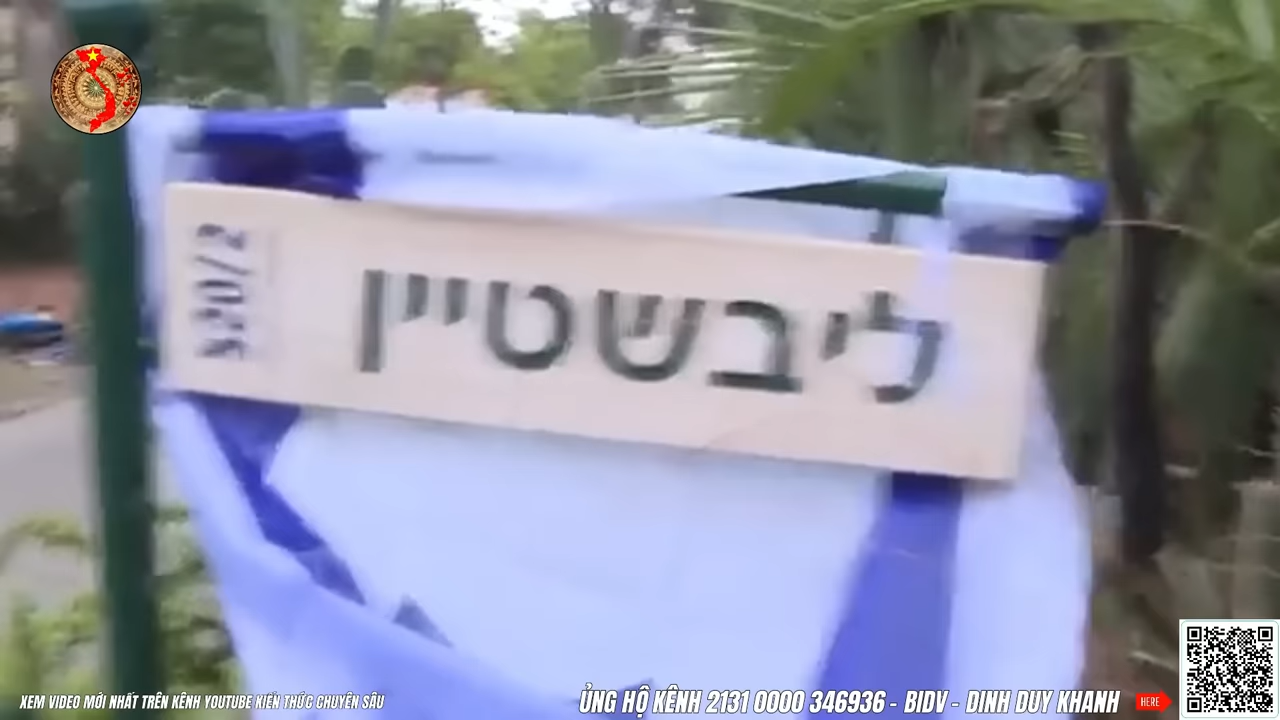 ליבשטיין
320/2
XEM VIDEO MỚI NHẤT TRÊN KÊNH YOUTUBE KIẾN THỨC CHUYÊN SÂU
ỦNG HỘ KÊNH 2131 0000 346936 - BIDV - DINH DUY KHANH
HERE